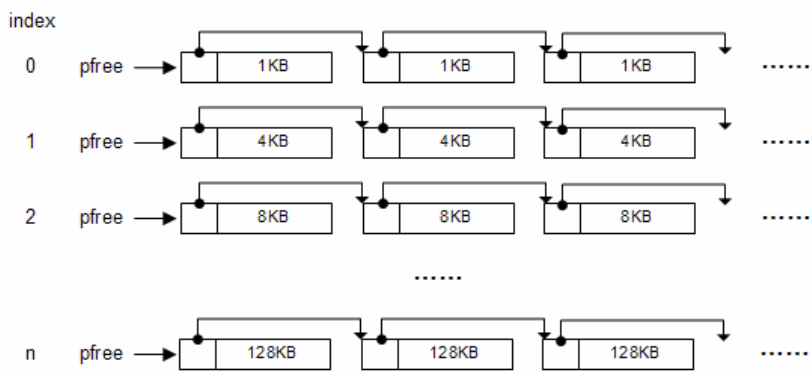 index
0 pfree 1KB 1KB 1KB ......
1 pfree 4KB 4KB 4KB ......
2 pfree 8KB 8KB 8KB ......
......
n pfree 128KB 128KB 128KB ......